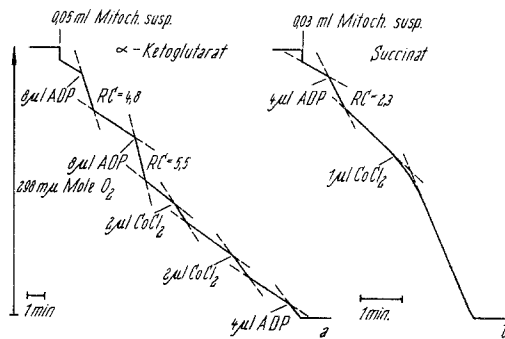 0,05 ml Mitoch. susp.
α-Ketoglutarat
8 µl ADP
RC=4,8
8 µl ADP
RC=5,5
298 mµ Mole O2
2 µl CoCl2
2 µl CoCl2
4 µl ADP
1 min.
a
0,03 ml Mitoch. susp.
Succinat
4 µl ADP
RC=2,3
1 µl CoCl2
1 min.